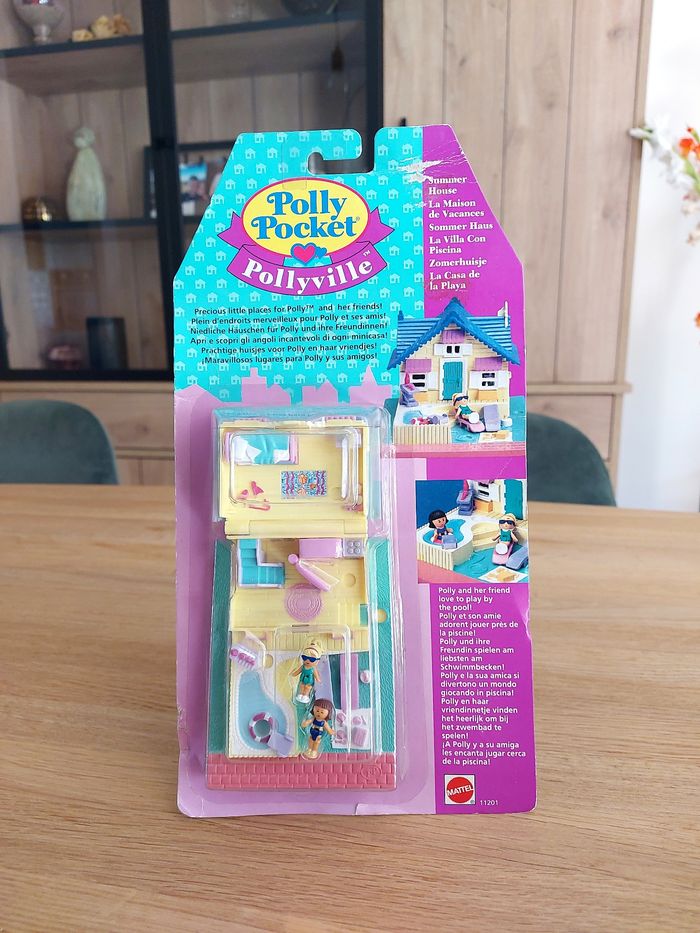 Polly
Pocket®
Pollyville™
Summer
House
La Maison
de Vacances
Sommer Haus
La Villa Con
Piscina
Zomerhuisje
La Casa de
la Playa
Precious little places for Polly™ and her friends!
Plein d'endroits merveilleux pour Polly et ses amis!
Niedliche Häuschen für Polly und ihre Freundinnen!
Apri e scopri gli angoli incantevoli di ogni minicasa!
Prachtige huisjes voor Polly en haar vriendjes!
¡Maravillosos lugares para Polly y sus amigos!
Polly and her friend
love to play by
the pool!
Polly et son amie
adorent jouer près de
la piscine!
Polly und ihre
Freundin spielen am
liebsten am
Schwimmbecken!
Polly e la sua amica si
divertono un mondo
giocando in piscina!
Polly en haar
vriendinnetje vinden
het heerlijk om bij
het zwembad te
spelen!
¡A Polly y a su amiga
les encanta jugar cerca
de la piscina!
MATTEL
11201